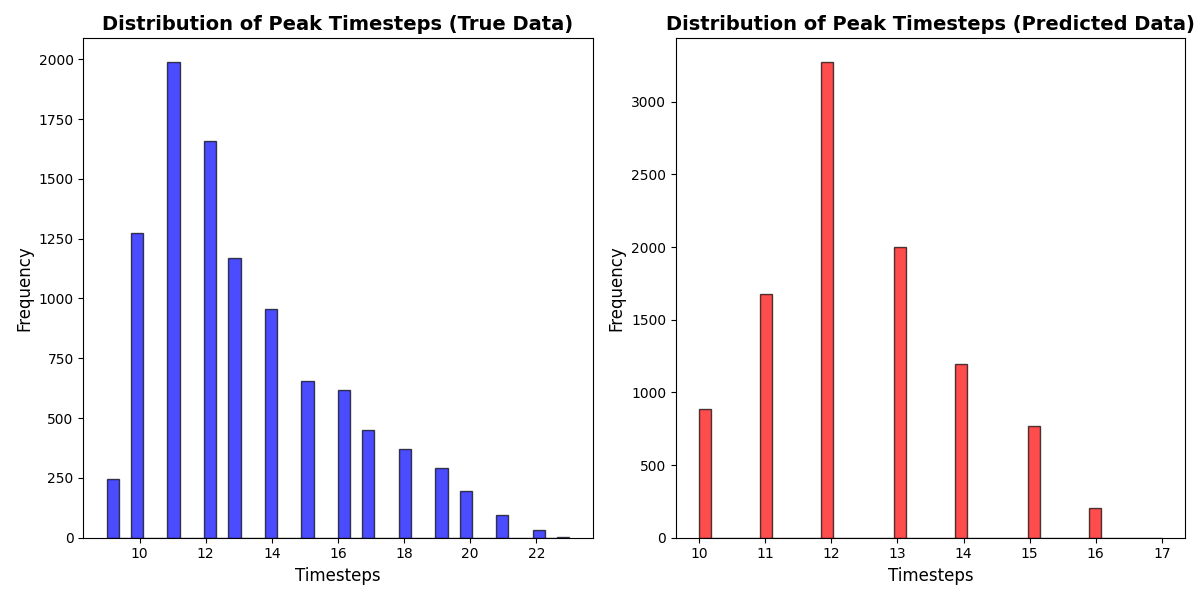 Distribution of Peak Timesteps (True Data)
Frequency
2000
1750
1500
1250
1000
750
500
250
0
10 12 14 16 18 20 22
Timesteps
Distribution of Peak Timesteps (Predicted Data)
Frequency
3000
2500
2000
1500
1000
500
0
10 11 12 13 14 15 16 17
Timesteps